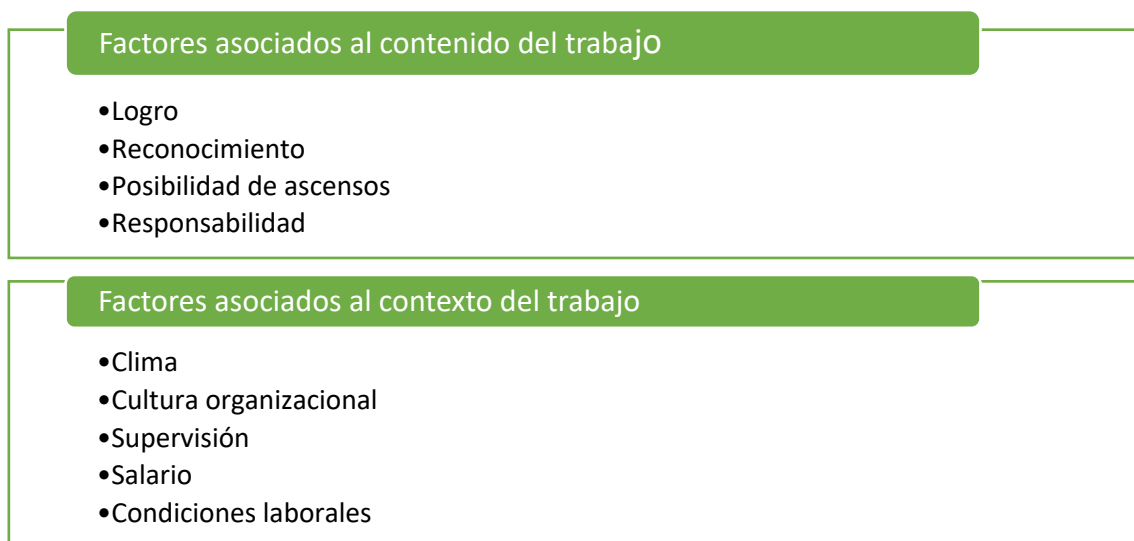 Factores asociados al contenido del trabajo
•Logro
•Reconocimiento
•Posibilidad de ascensos
•Responsabilidad
Factores asociados al contexto del trabajo
•Clima
•Cultura organizacional
•Supervisión
•Salario
•Condiciones laborales